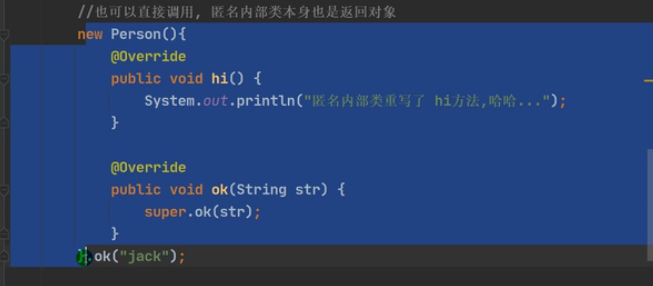 //也可以直接调用, 匿名内部类本身也是返回对象
new Person(){
@Override
public void hi() {
System.out.println("匿名内部类重写了 hi方法,哈哈...");
}
@Override
public void ok(String str) {
super.ok(str);
}
}.ok("jack");